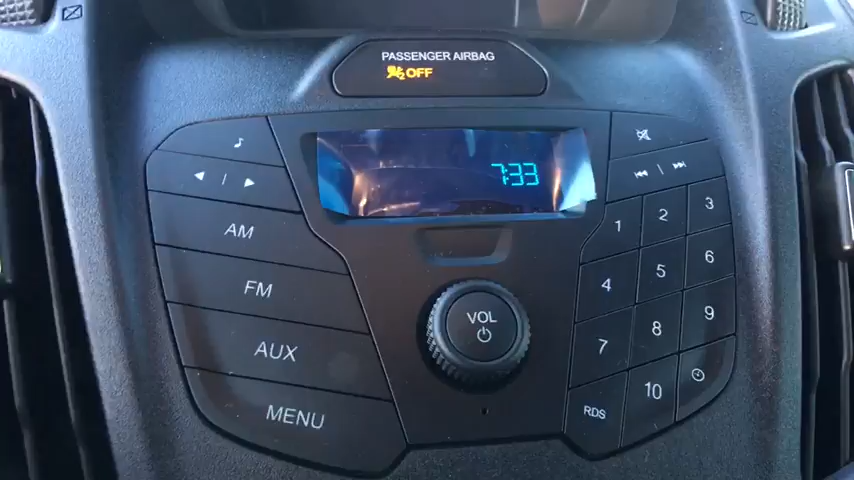 PASSENGER AIRBAG
OFF
7:33
AM
FM
AUX
MENU
VOL
1 2 3
4 5 6
7 8 9
RDS 10